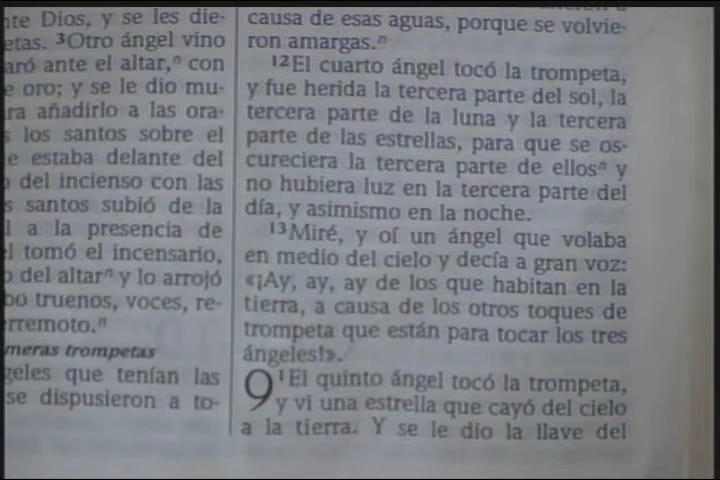 nte Dios, y se les die-
etas. ³Otro ángel vino
aró ante el altar,ⁿ con
e oro; y se le dio mu-
ra añadirlo a las ora-
s los santos sobre el
e estaba delante del
del incienso con las
s santos subió de la
l a la presencia de
l tomó el incensario,
o del altarⁿ y lo arrojó
bo truenos, voces, re-
rremoto.ⁿ
meras trompetas
geles que tenían las
se dispusieron a to-
causa de esas aguas, porque se volvie-
ron amargas.ⁿ
¹²El cuarto ángel tocó la trompeta,
y fue herida la tercera parte del sol, la
tercera parte de la luna y la tercera
parte de las estrellas, para que se os-
cureciera la tercera parte de ellosⁿ y
no hubiera luz en la tercera parte del
día, y asimismo en la noche.
¹³Miré, y oí un ángel que volaba
en medio del cielo y decía a gran voz:
«¡Ay, ay, ay de los que habitan en la
tierra, a causa de los otros toques de
trompeta que están para tocar los tres
ángeles!».
9 ¹El quinto ángel tocó la trompeta,
y vi una estrella que cayó del cielo
a la tierra. Y se le dio la llave del